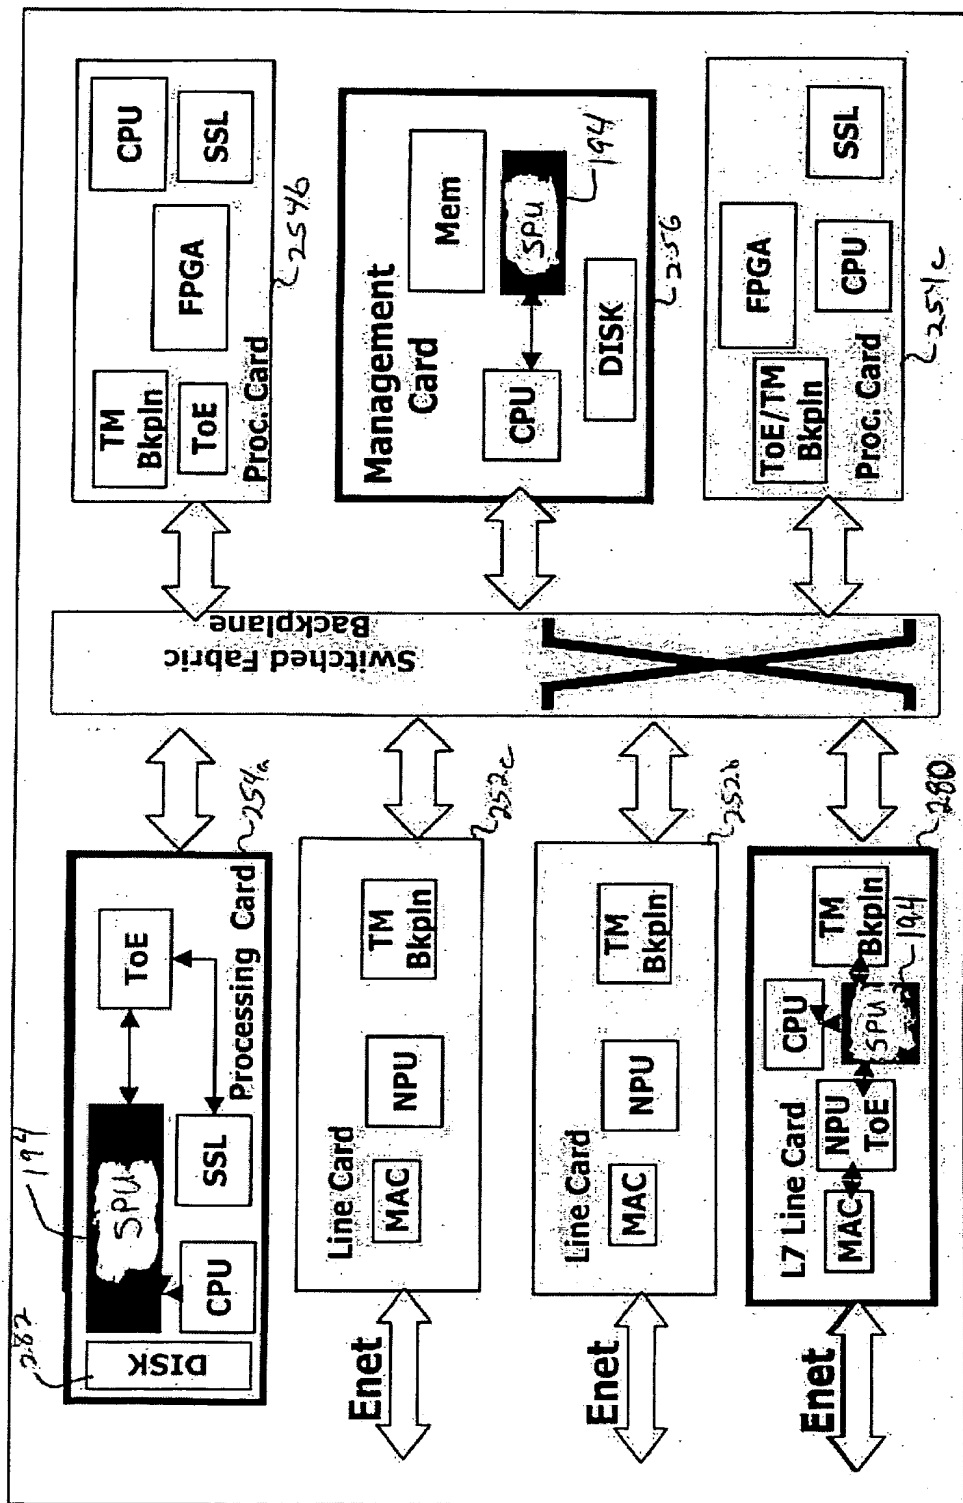 282
194
DISK
SPU
CPU
SSL
ToE
Processing Card
254a
Enet
Line Card
MAC
NPU
TM
Bkpln
252c
Enet
Line Card
MAC
NPU
TM
Bkpln
252b
Enet
L7 Line Card
MAC
NPU
ToE
CPU
SPU
TM
Bkpln
194
280
Switched Fabric
Backplane
TM
Bkpln
ToE
FPGA
CPU
SSL
Proc. Card
254b
Management
Card
CPU
Mem
SPU
DISK
194
256
ToE/TM
Bkpln
FPGA
CPU
SSL
Proc. Card
254c